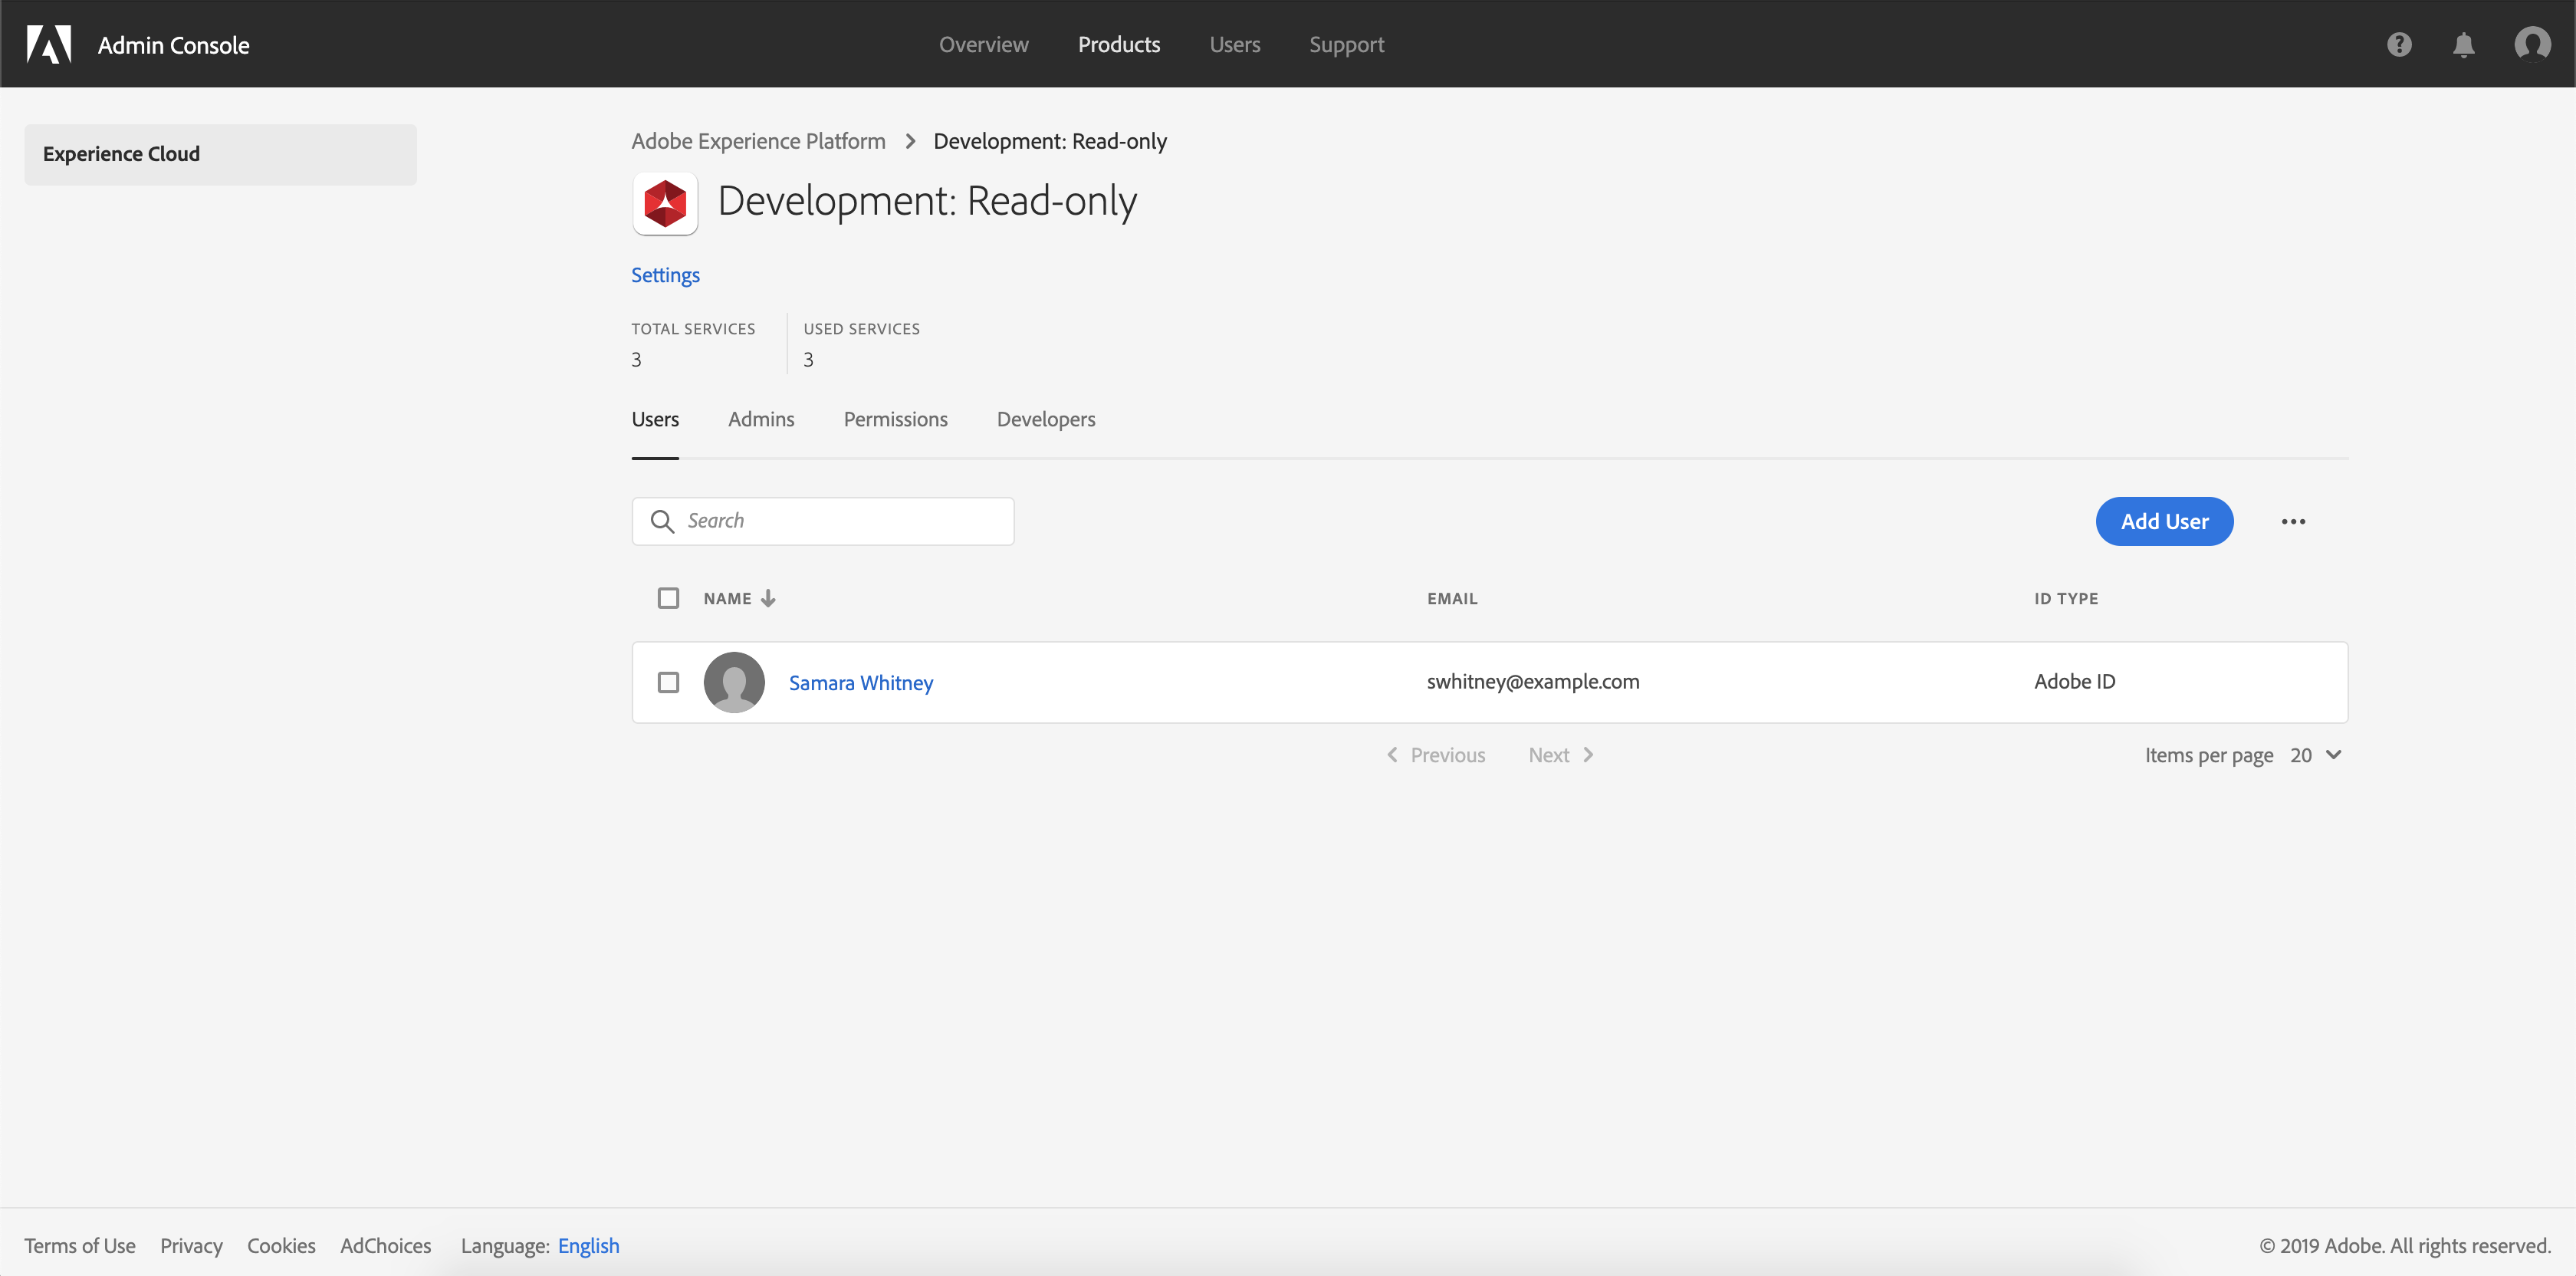 Admin Console
Overview Products Users Support
Experience Cloud
Adobe Experience Platform Development: Read-only
Development: Read-only
Settings
TOTAL SERVICES USED SERVICES
3 3
Users Admins Permissions Developers
Search Add User
NAME EMAIL ID TYPE
Samara Whitney swhitney@example.com Adobe ID
Previous Next Items per page 20
Terms of Use Privacy Cookies AdChoices Language: English © 2019 Adobe. All rights reserved.